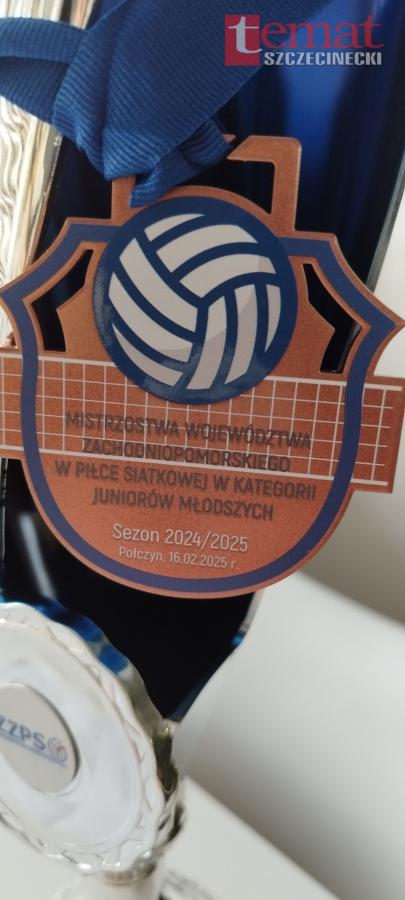 temat
SZCZECINECKI
MISTRZOSTWA WOJEWÓDZTWA
ZACHODNIOPOMORSKIEGO
W PIŁCE SIATKOWEJ W KATEGORII
JUNIORÓW MŁODSZYCH
Sezon 2024/2025
Połczyn, 16.02.2025 r.
ZZPS